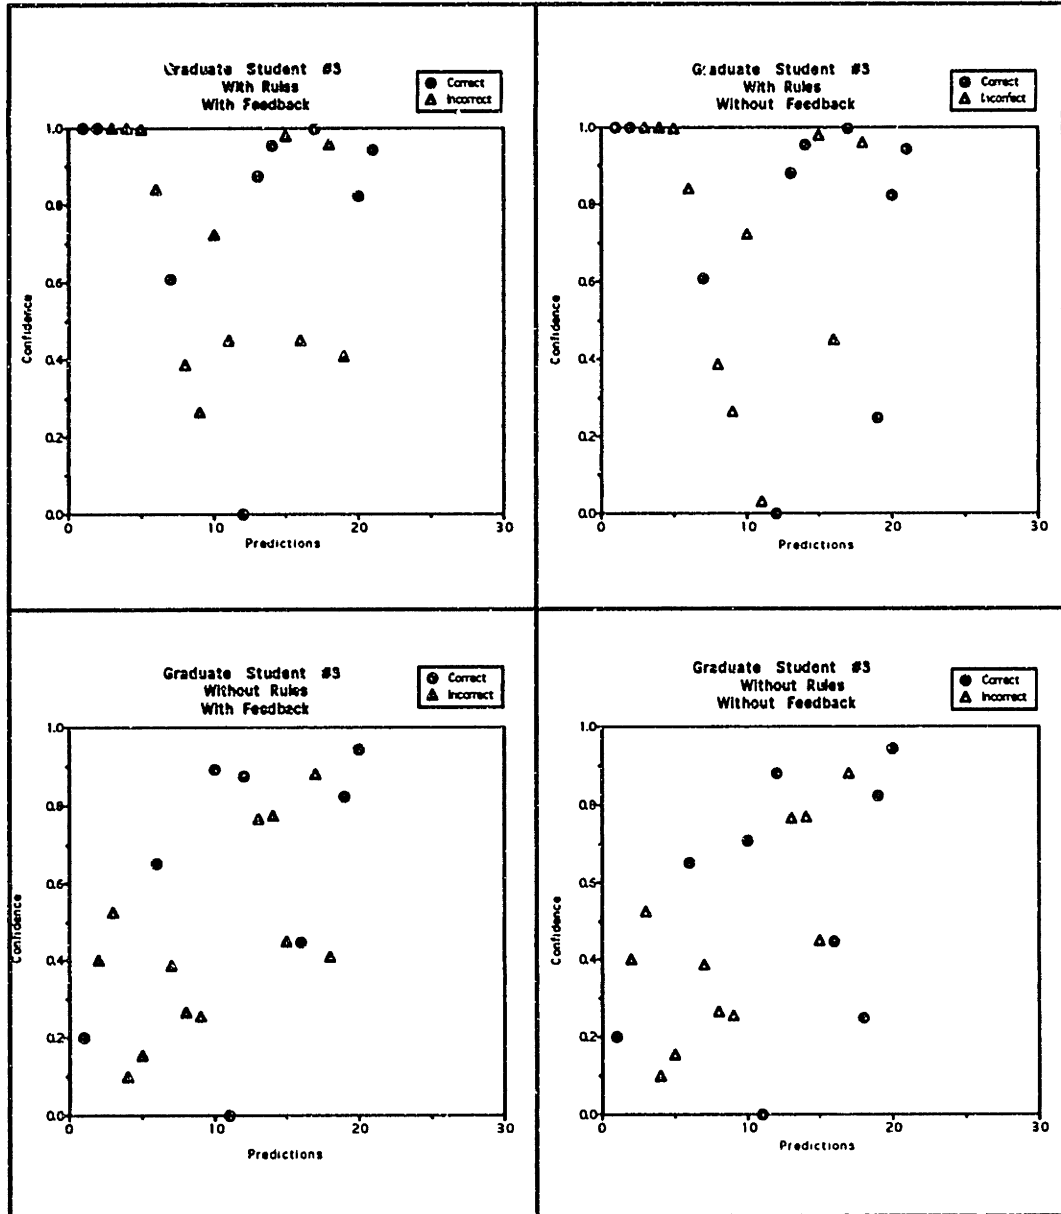 Graduate Student #3
With Rules
With Feedback
Correct
Incorrect
1.0
0.8
0.6
0.4
0.2
0.0
Confidence
0
10
20
30
Predictions
Graduate Student #3
With Rules
Without Feedback
Correct
Incorrect
1.0
0.8
0.6
0.4
0.2
0.0
Confidence
0
10
20
30
Predictions
Graduate Student #3
Without Rules
With Feedback
Correct
Incorrect
1.0
0.8
0.6
0.4
0.2
0.0
Confidence
0
10
20
30
Predictions
Graduate Student #3
Without Rules
Without Feedback
Correct
Incorrect
1.0
0.8
0.6
0.4
0.2
0.0
Confidence
0
10
20
30
Predictions